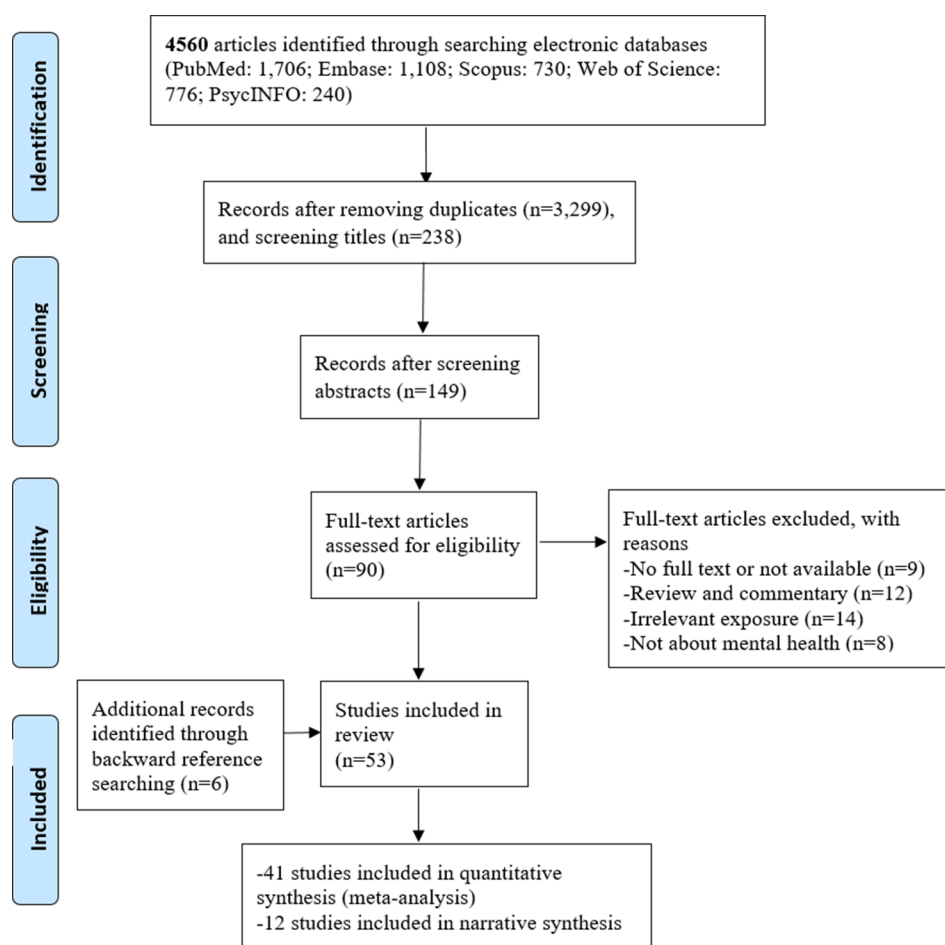 Identification
4560 articles identified through searching electronic databases
(PubMed: 1,706; Embase: 1,108; Scopus: 730; Web of Science:
776; PsycINFO: 240)
Records after removing duplicates (n=3,299),
and screening titles (n=238)
Screening
Records after screening
abstracts (n=149)
Eligibility
Full-text articles
assessed for eligibility
(n=90)
Full-text articles excluded, with
reasons
-No full text or not available (n=9)
-Review and commentary (n=12)
-Irrelevant exposure (n=14)
-Not about mental health (n=8)
Included
Additional records
identified through
backward reference
searching (n=6)
Studies included in
review
(n=53)
-41 studies included in quantitative
synthesis (meta-analysis)
-12 studies included in narrative synthesis